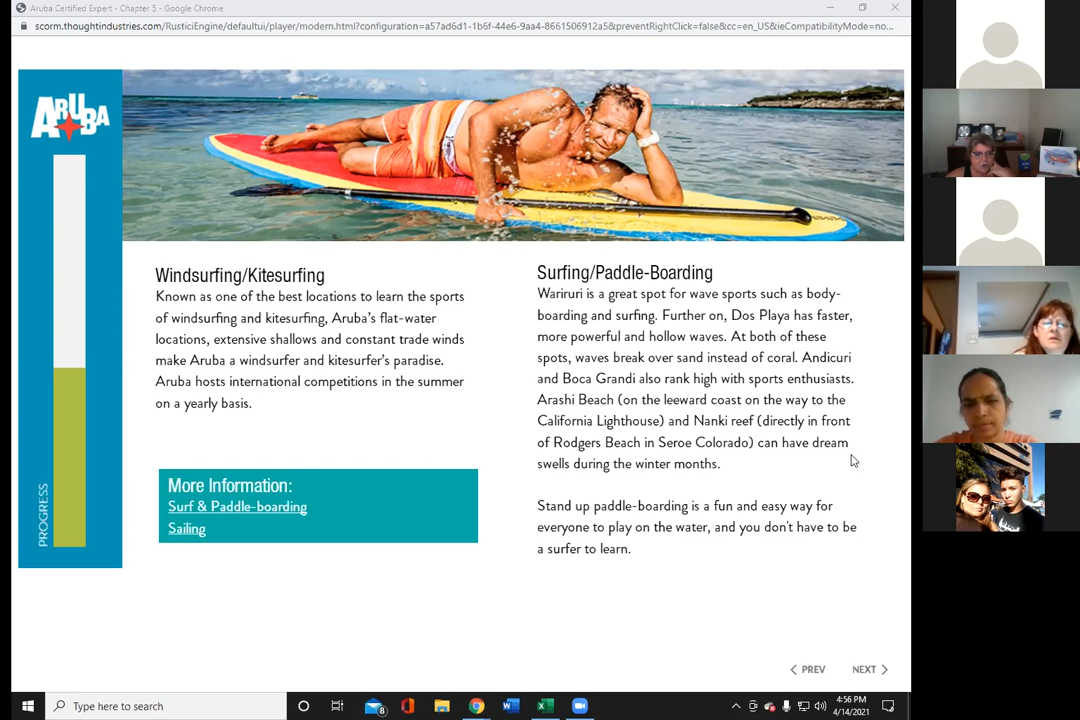 Aruba Certified Expert - Chapter 5 - Google Chrome
scorm.thoughtindustries.com/RusticiEngine/defaultui/player/modern.html?configuration=a57ad6d1-1b6f-44e6-9aa4-8661506912a5&preventRightClick=false&cc=en_US&ieCompatibilityMode=no...
ARUBA
PROGRESS
Windsurfing/Kitesurfing
Known as one of the best locations to learn the sports
of windsurfing and kitesurfing, Aruba's flat-water
locations, extensive shallows and constant trade winds
make Aruba a windsurfer and kitesurfer's paradise.
Aruba hosts international competitions in the summer
on a yearly basis.
More Information:
Surf & Paddle-boarding
Sailing
Surfing/Paddle-Boarding
Wariruri is a great spot for wave sports such as body-
boarding and surfing. Further on, Dos Playa has faster,
more powerful and hollow waves. At both of these
spots, waves break over sand instead of coral. Andicuri
and Boca Grandi also rank high with sports enthusiasts.
Arashi Beach (on the leeward coast on the way to the
California Lighthouse) and Nanki reef (directly in front
of Rodgers Beach in Seroe Colorado) can have dream
swells during the winter months.
Stand up paddle-boarding is a fun and easy way for
everyone to play on the water, and you don't have to be
a surfer to learn.
PREV
NEXT
Type here to search
8
4:56 PM
4/14/2021